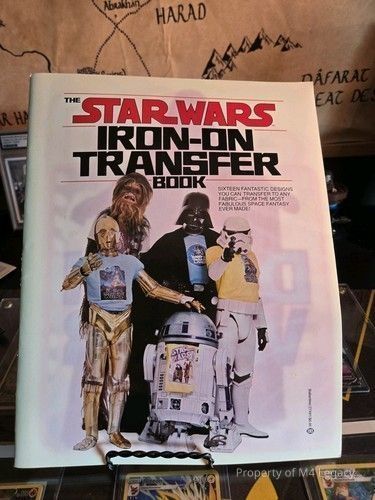 Abrakhân
HARAD
THE
STAR WARS
IRON-ON
TRANSFER
BOOK
SIXTEEN FANTASTIC DESIGNS
YOU CAN TRANSFER TO ANY
FABRIC—FROM THE MOST
FABULOUS SPACE FANTASY
EVER MADE!
Property of M4 Legacy